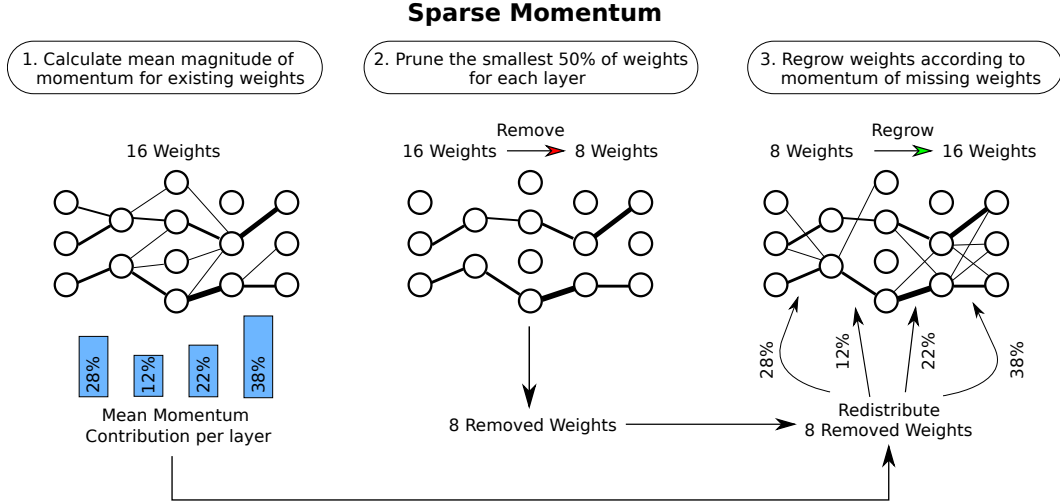 Sparse Momentum
1. Calculate mean magnitude of
momentum for existing weights
2. Prune the smallest 50% of weights
for each layer
3. Regrow weights according to
momentum of missing weights
16 Weights
Remove
16 Weights 8 Weights
Regrow
8 Weights 16 Weights
28% 12% 22% 38%
Mean Momentum
Contribution per layer
8 Removed Weights
28% 12% 22% 38%
Redistribute
8 Removed Weights